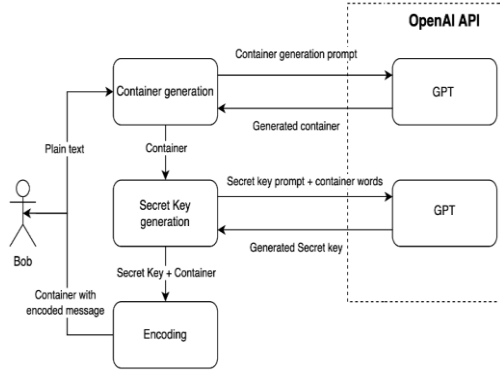 OpenAI API
Container generation prompt
Container generation
GPT
Generated container
Plain text
Container
Secret key prompt + container words
Secret Key
generation
GPT
Generated Secret key
Bob
Secret Key + Container
Container with
encoded message
Encoding